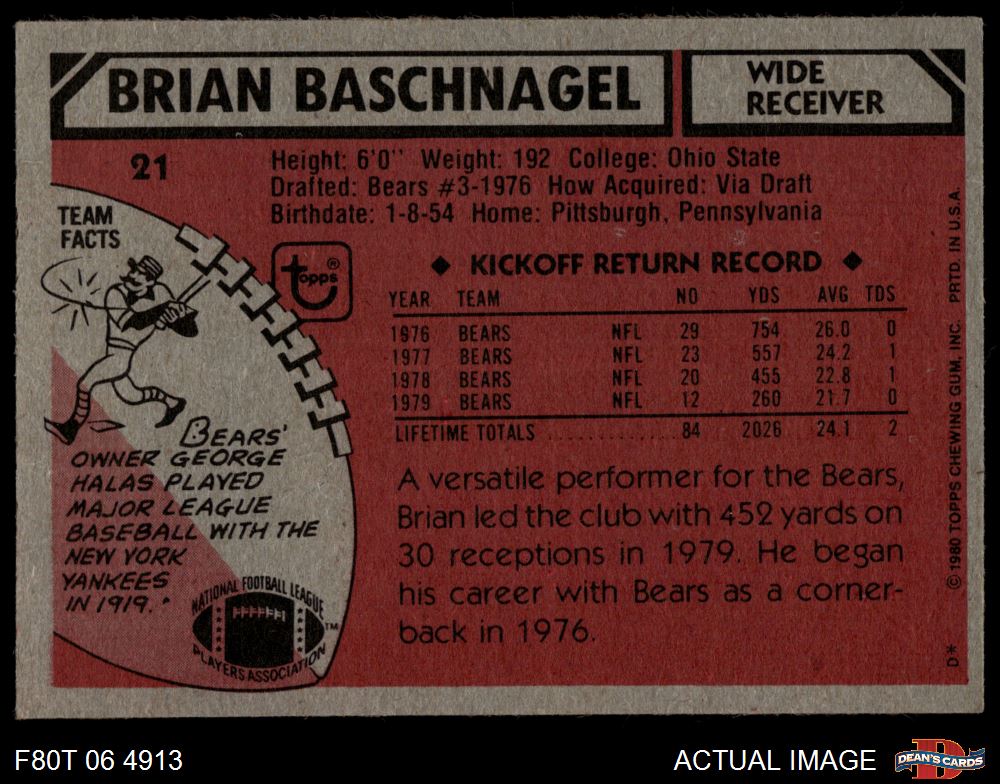 BRIAN BASCHNAGEL
WIDE
RECEIVER
21
Height: 6'0" Weight: 192 College: Ohio State
Drafted: Bears #3-1976 How Acquired: Via Draft
Birthdate: 1-8-54 Home: Pittsburgh, Pennsylvania
TEAM
FACTS
topps®
◆ KICKOFF RETURN RECORD ◆
YEAR TEAM NO YDS AVG TDS
1976 BEARS NFL 29 754 26.0 0
1977 BEARS NFL 23 557 24.2 1
1978 BEARS NFL 20 455 22.8 1
1979 BEARS NFL 12 260 21.7 0
LIFETIME TOTALS .............. 84 2026 24.1 2
BEARS'
OWNER GEORGE
HALAS PLAYED
MAJOR LEAGUE
BASEBALL WITH THE
NEW YORK
YANKEES
IN 1919.
NATIONAL FOOTBALL LEAGUE
PLAYERS ASSOCIATION
TM
A versatile performer for the Bears,
Brian led the club with 452 yards on
30 receptions in 1979. He began
his career with Bears as a corner-
back in 1976.
D* © 1980 TOPPS CHEWING GUM, INC. PRTD. IN U.S.A.
F80T 06 4913
ACTUAL IMAGE
D
DEAN'S CARDS